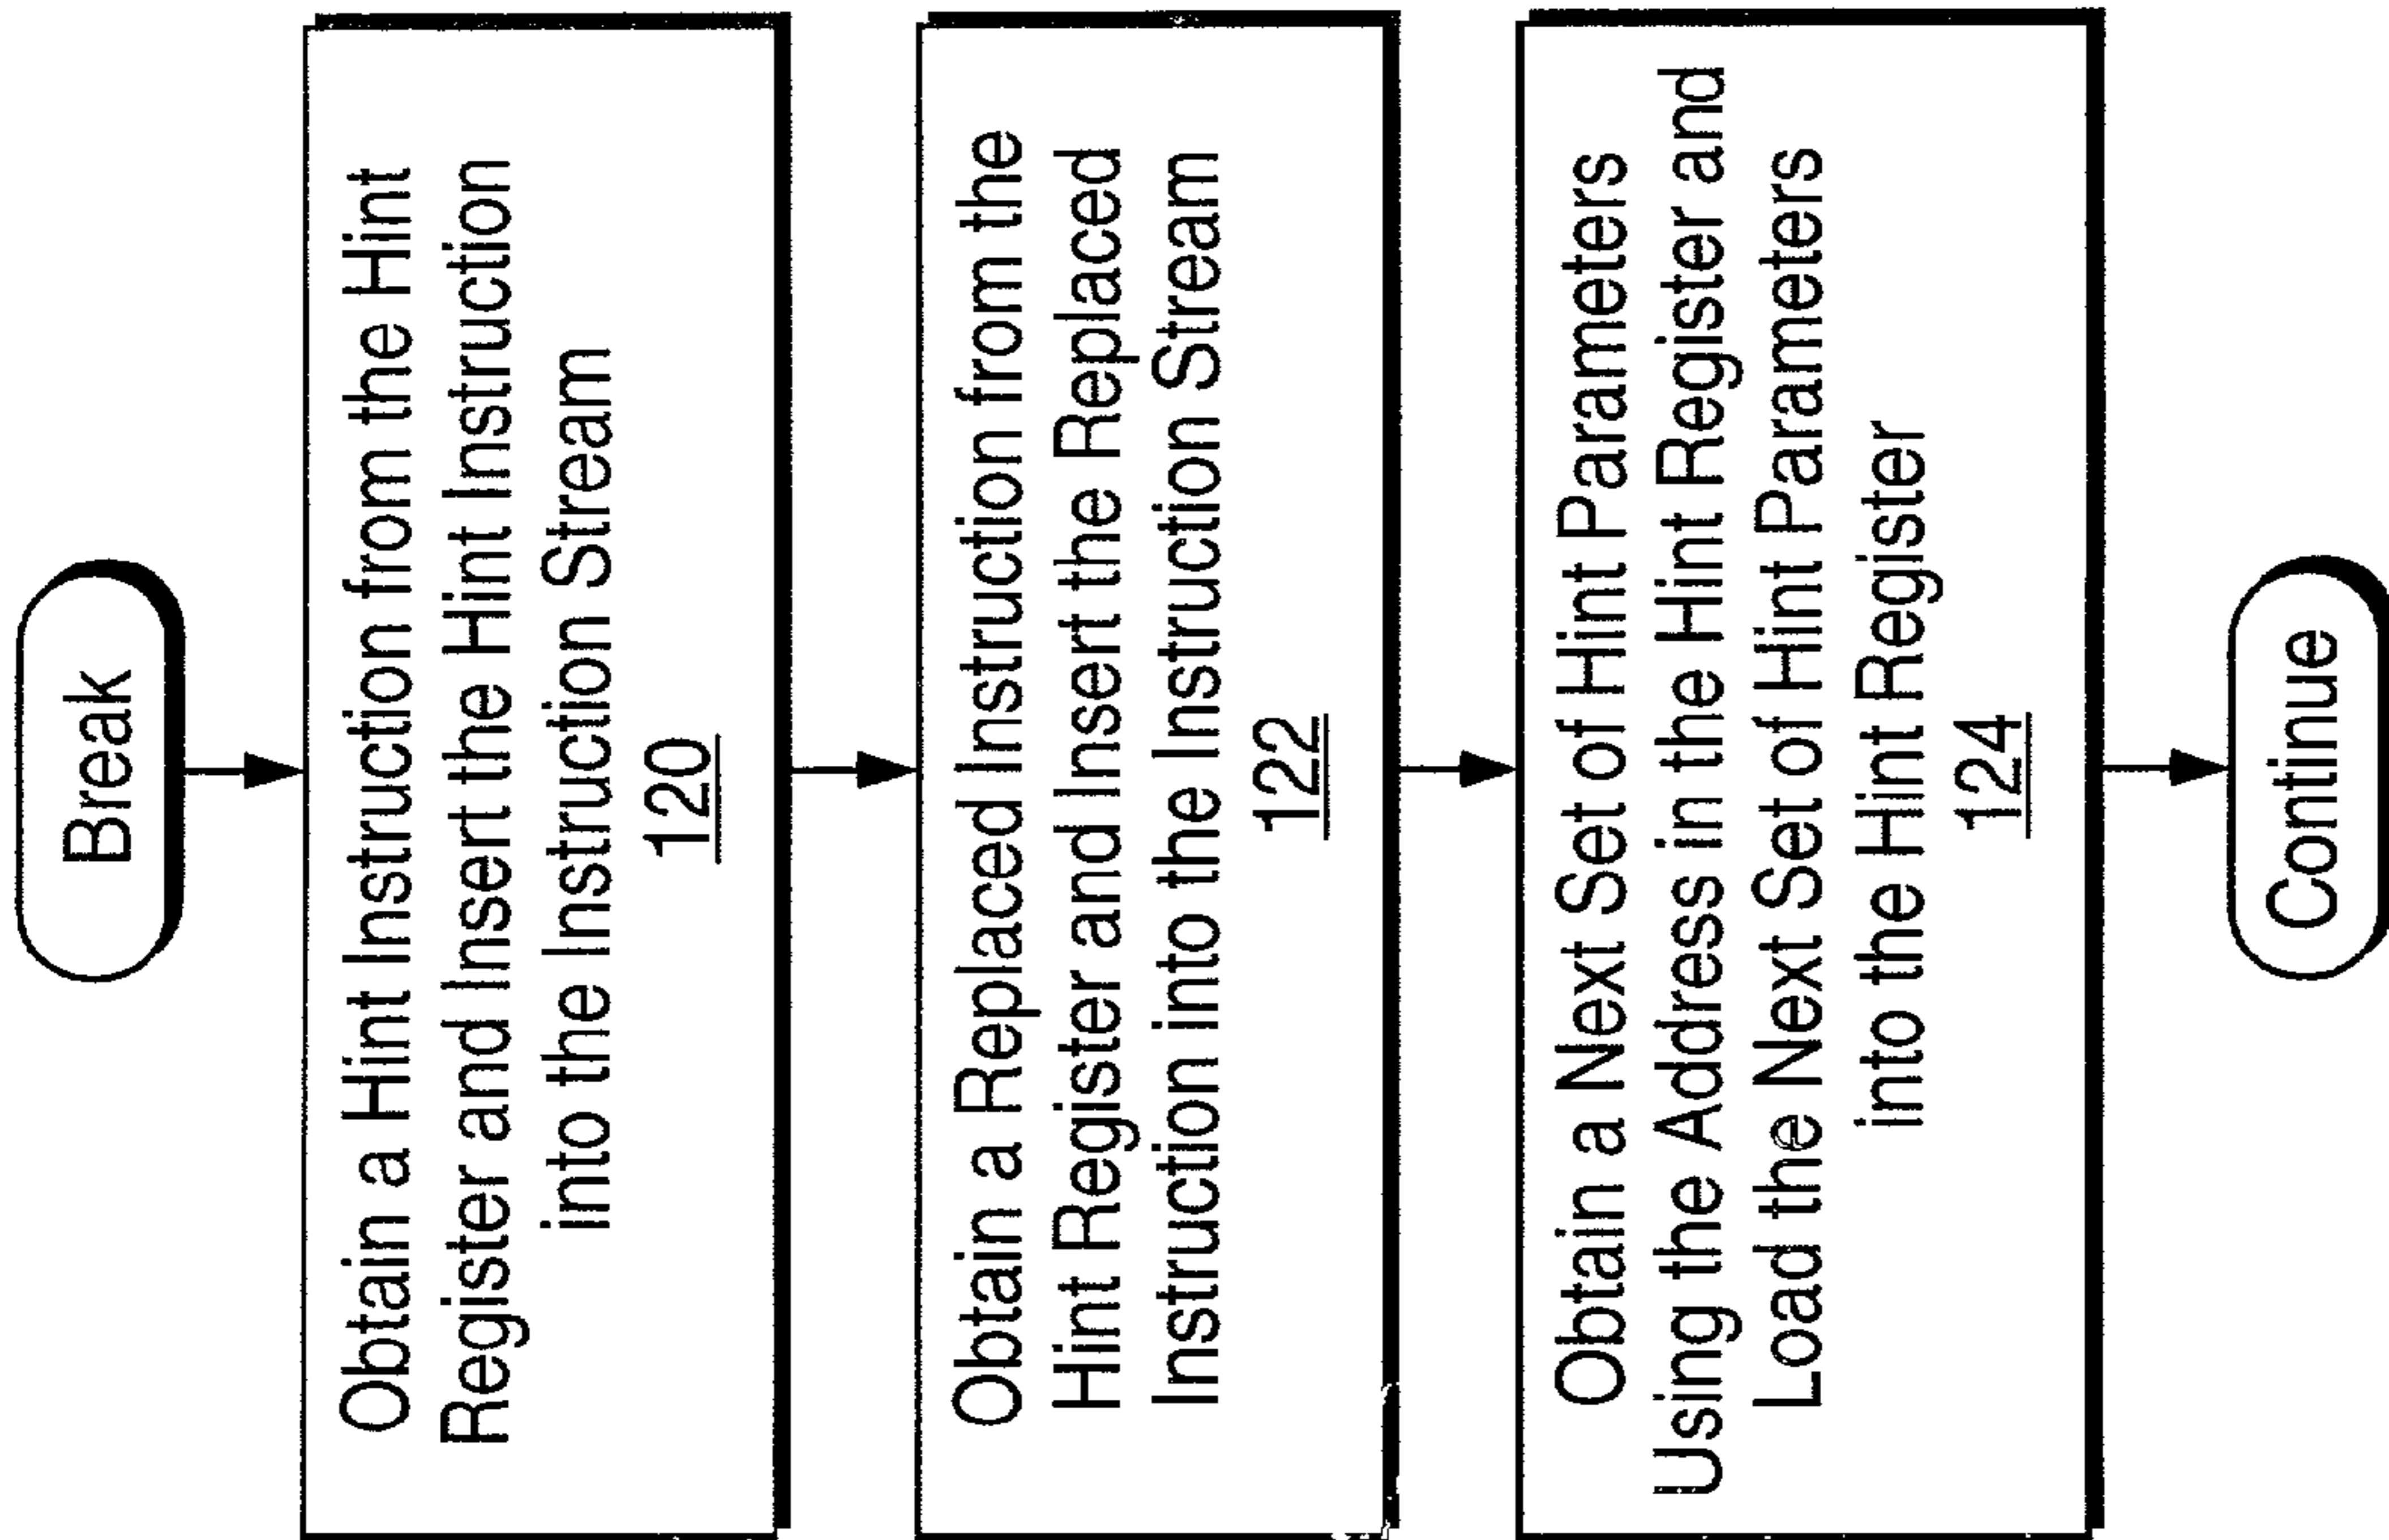 Break
Obtain a Hint Instruction from the Hint
Register and Insert the Hint Instruction
into the Instruction Stream
120
Obtain a Replaced Instruction from the
Hint Register and Insert the Replaced
Instruction into the Instruction Stream
122
Obtain a Next Set of Hint Parameters
Using the Address in the Hint Register and
Load the Next Set of Hint Parameters
into the Hint Register
124
Continue